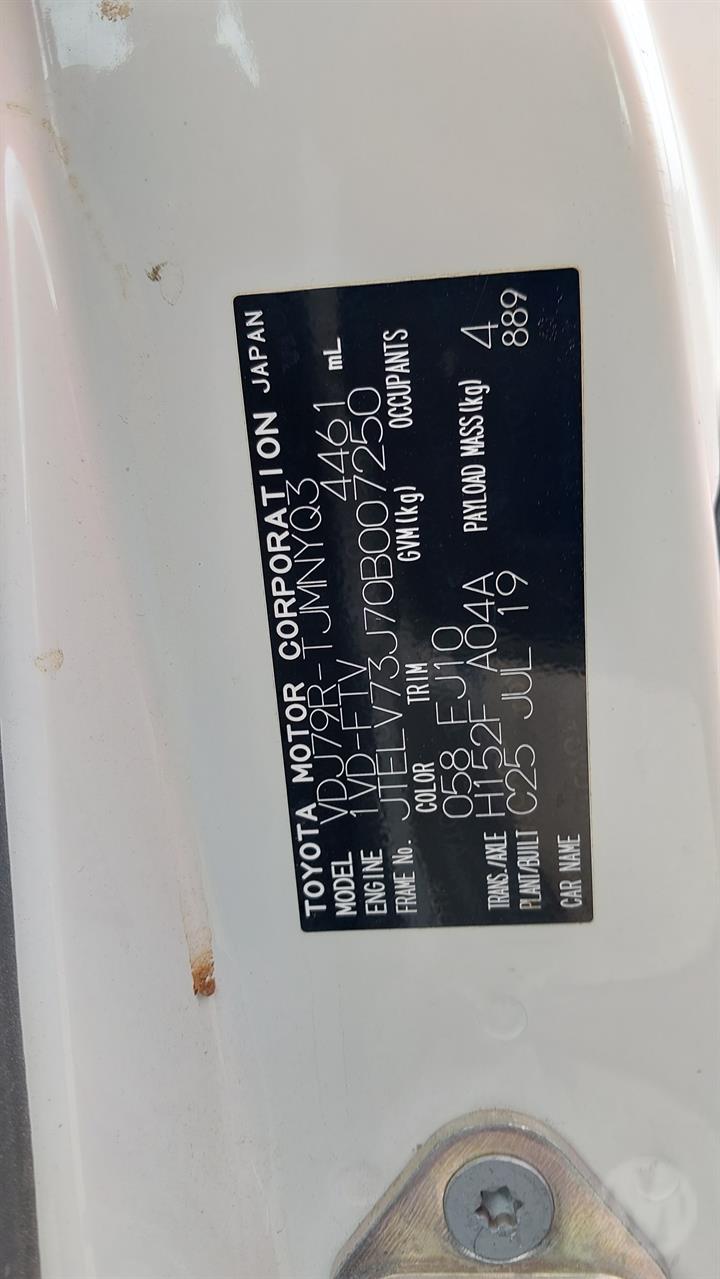 TOYOTA MOTOR CORPORATION JAPAN
MODEL VDJ79R-TJMNYQ3
ENGINE 1VD-FTV 4461 mL
FRAME No. JTELV73J70B007250
COLOR TRIM GVM(kg) OCCUPANTS
058 FJ10
TRANS./AXLE H152F A04A PAYLOAD MASS(kg) 4
PLANT/BUILT C25 JUL 19 889
CAR NAME